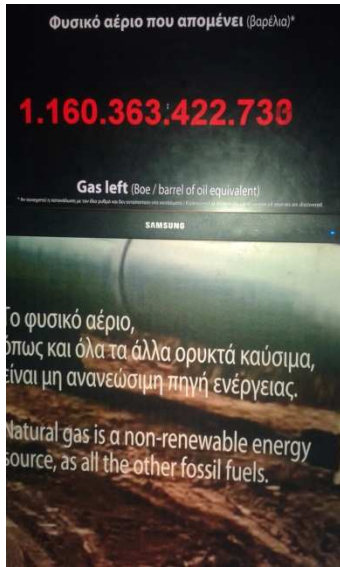 Φυσικό αέριο που απομένει (βαρέλια)*
1.160.363.422.73
Gas left (Boe / barrel of oil equivalent)
SAMSUNG
Το φυσικό αέριο,
όπως και όλα τα άλλα ορυκτά καύσιμα,
είναι μη ανανεώσιμη πηγή ενέργειας.
Natural gas is a non-renewable energy
source, as all the other fossil fuels.